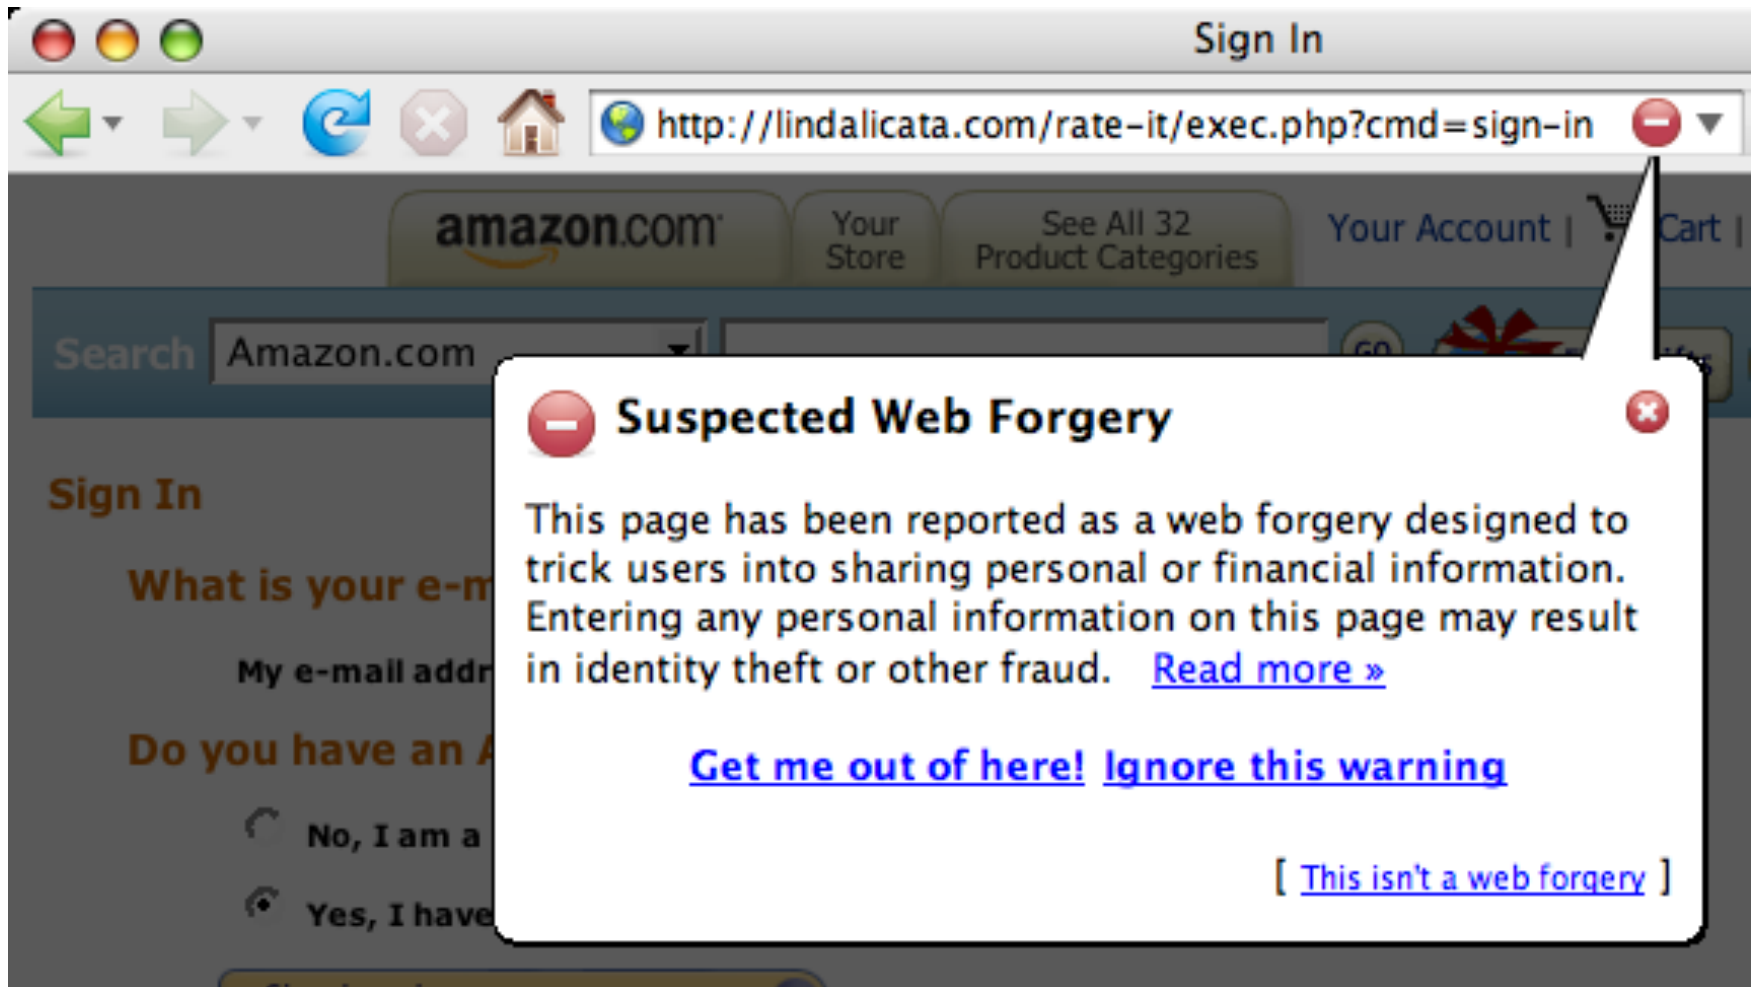 Sign In
http://lindalicata.com/rate-it/exec.php?cmd=sign-in
amazon.com
Your
Store
See All 32
Product Categories
Your Account |
Cart |
Search
Amazon.com
GO
Suspected Web Forgery
This page has been reported as a web forgery designed to
trick users into sharing personal or financial information.
Entering any personal information on this page may result
in identity theft or other fraud. Read more »
Get me out of here! Ignore this warning
[ This isn't a web forgery ]
Sign In
What is your e-m
My e-mail addr
Do you have an A
No, I am a
Yes, I have